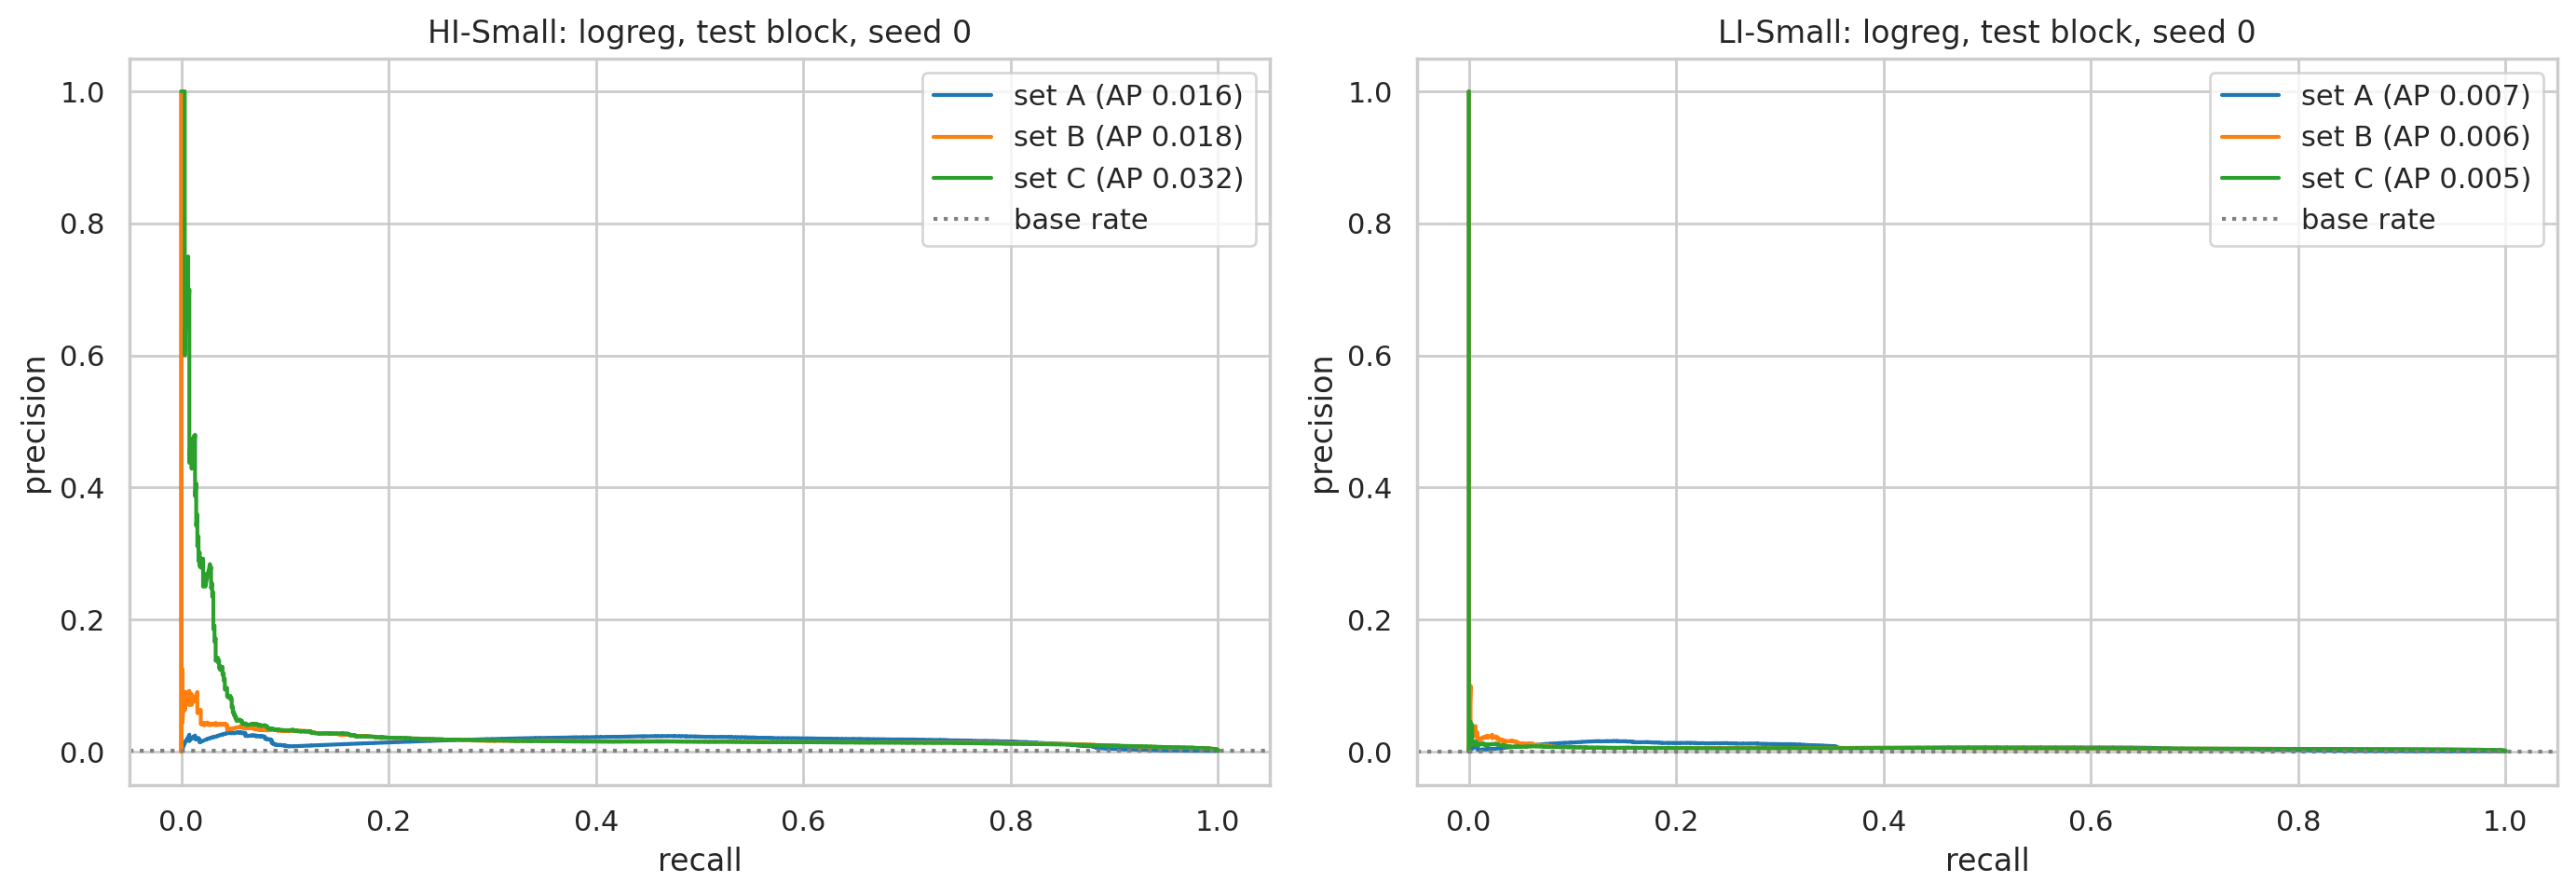 HI-Small: logreg, test block, seed 0
precision
1.0
0.8
0.6
0.4
0.2
0.0
set A (AP 0.016)
set B (AP 0.018)
set C (AP 0.032)
base rate
0.0 0.2 0.4 0.6 0.8 1.0
recall
LI-Small: logreg, test block, seed 0
precision
1.0
0.8
0.6
0.4
0.2
0.0
set A (AP 0.007)
set B (AP 0.006)
set C (AP 0.005)
base rate
0.0 0.2 0.4 0.6 0.8 1.0
recall